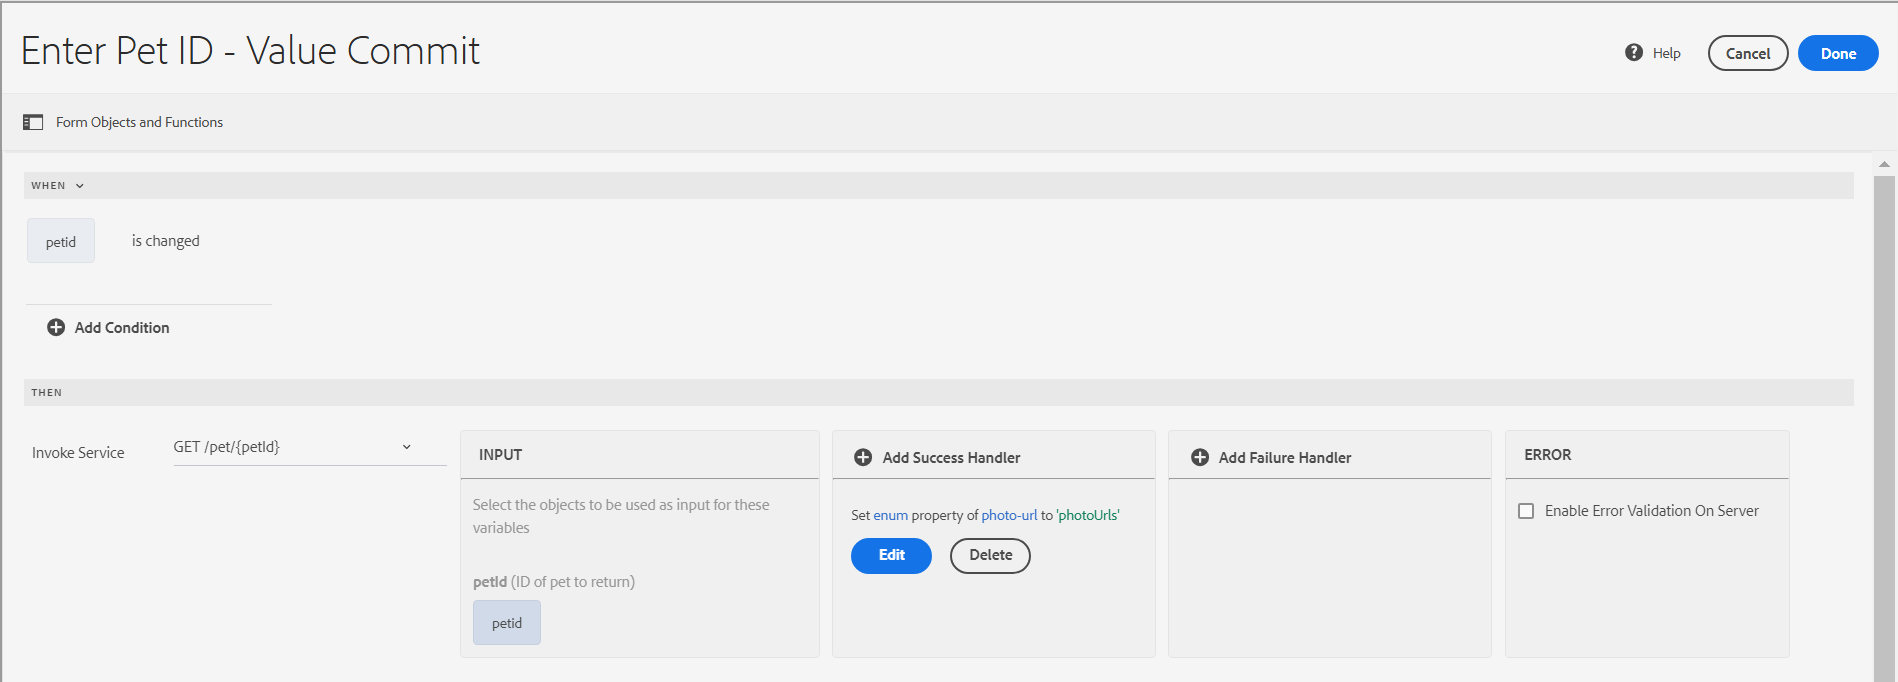 Enter Pet ID - Value Commit
Help
Cancel
Done
Form Objects and Functions
WHEN
petid
is changed
Add Condition
THEN
Invoke Service
GET /pet/{petId}
INPUT
Select the objects to be used as input for these
variables
petId (ID of pet to return)
petid
Add Success Handler
Set enum property of photo-url to 'photoUrls'
Edit
Delete
Add Failure Handler
ERROR
Enable Error Validation On Server